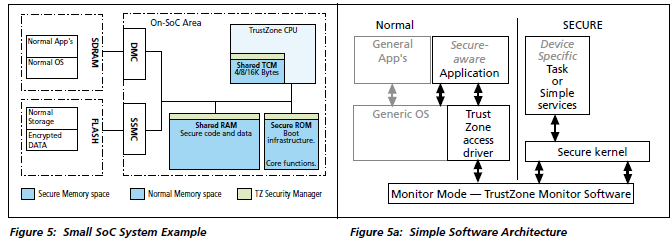 On-SoC Area
Normal App's
Normal OS
SDRAM
DMC
TrustZone CPU
Shared TCM
4/8/16K Bytes
Normal
Storage
Encrypted
DATA
FLASH
SSMC
Shared RAM
Secure code and data
Secure ROM
Boot
infrastructure.
Core functions.
Secure Memory space
Normal Memory space
TZ Security Manager
Figure 5: Small SoC System Example
Normal
SECURE
General
App's
Secure-
aware
Application
Device
Specific
Task
or
Simple
services
Generic OS
Trust
Zone
access
driver
Secure kernel
Monitor Mode — TrustZone Monitor Software
Figure 5a: Simple Software Architecture